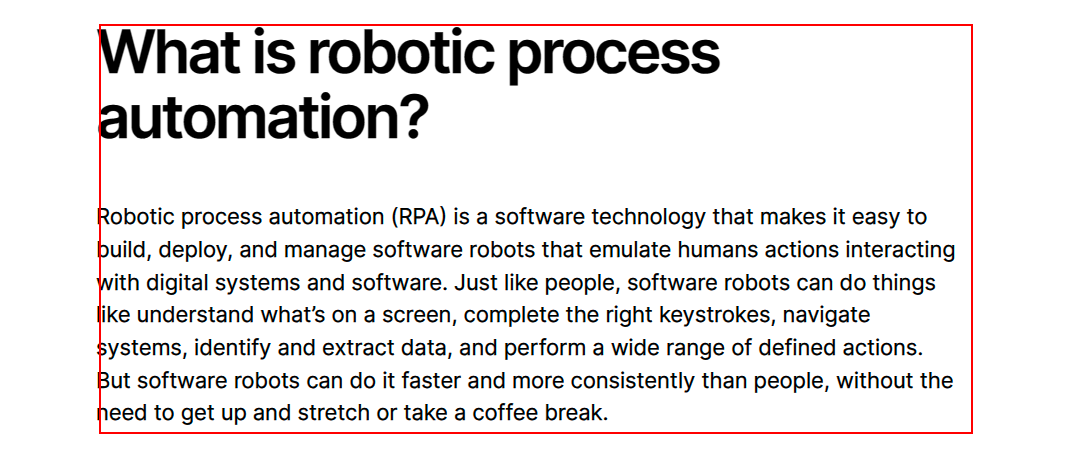 What is robotic process
automation?
Robotic process automation (RPA) is a software technology that makes it easy to
build, deploy, and manage software robots that emulate humans actions interacting
with digital systems and software. Just like people, software robots can do things
like understand what’s on a screen, complete the right keystrokes, navigate
systems, identify and extract data, and perform a wide range of defined actions.
But software robots can do it faster and more consistently than people, without the
need to get up and stretch or take a coffee break.